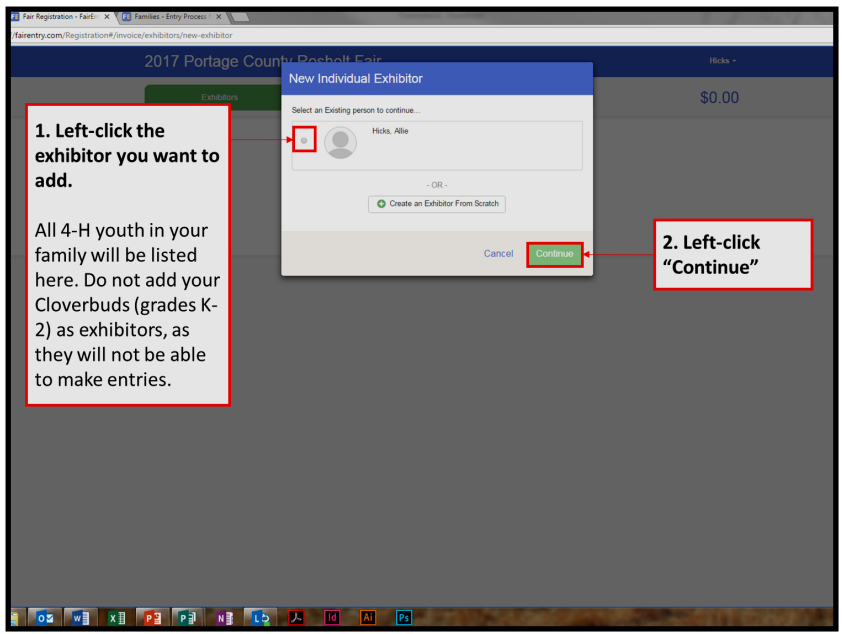 Fair Registration - FairEn
Families - Entry Process
/fairentry.com/Registration#/invoice/exhibitors/new-exhibitor
2017 Portage County Rosholt Fair
Hicks
Exhibitors
$0.00
New Individual Exhibitor
Select an Existing person to continue...
Hicks, Allie
- OR -
Create an Exhibitor From Scratch
Cancel
Continue
1. Left-click the
exhibitor you want to
add.
All 4-H youth in your
family will be listed
here. Do not add your
Cloverbuds (grades K-
2) as exhibitors, as
they will not be able
to make entries.
2. Left-click
“Continue”